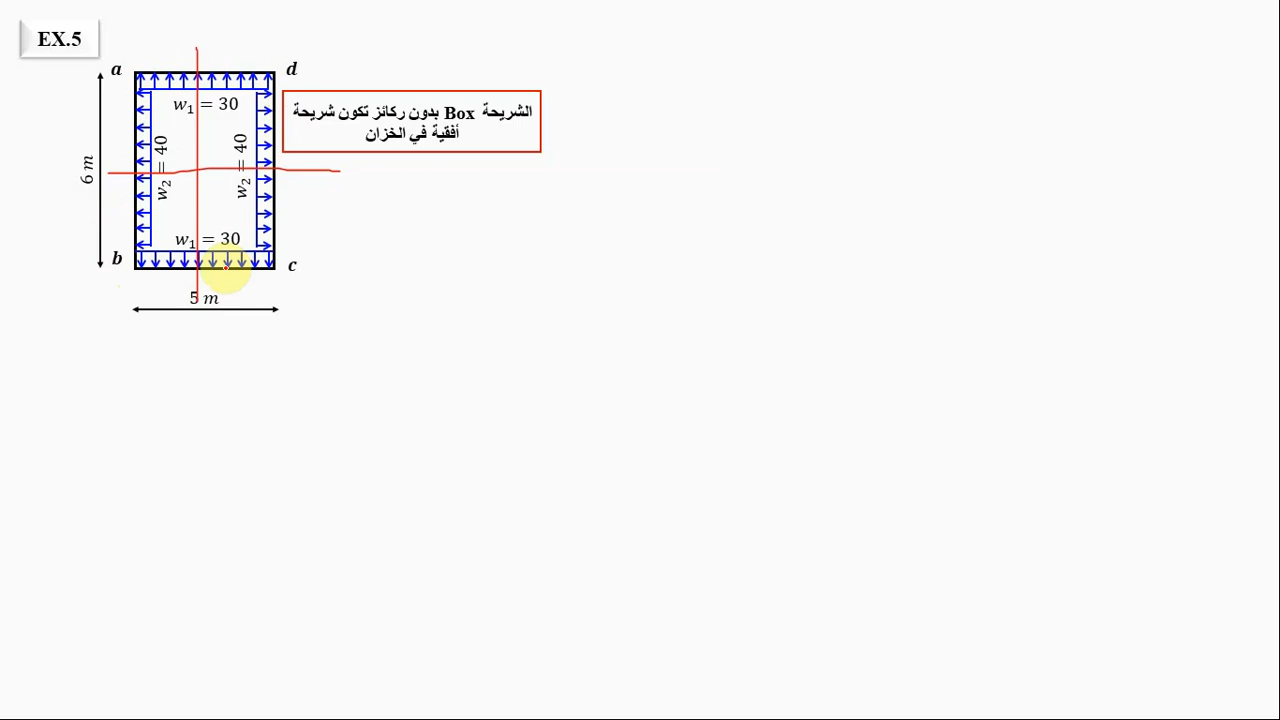 EX.5
a
d
w₁ = 30
الشريحة Box بدون ركائز تكون شريحة
أفقية في الخزان
6 m
w₂ = 40
w₂ = 40
w₁ = 30
b
c
5 m